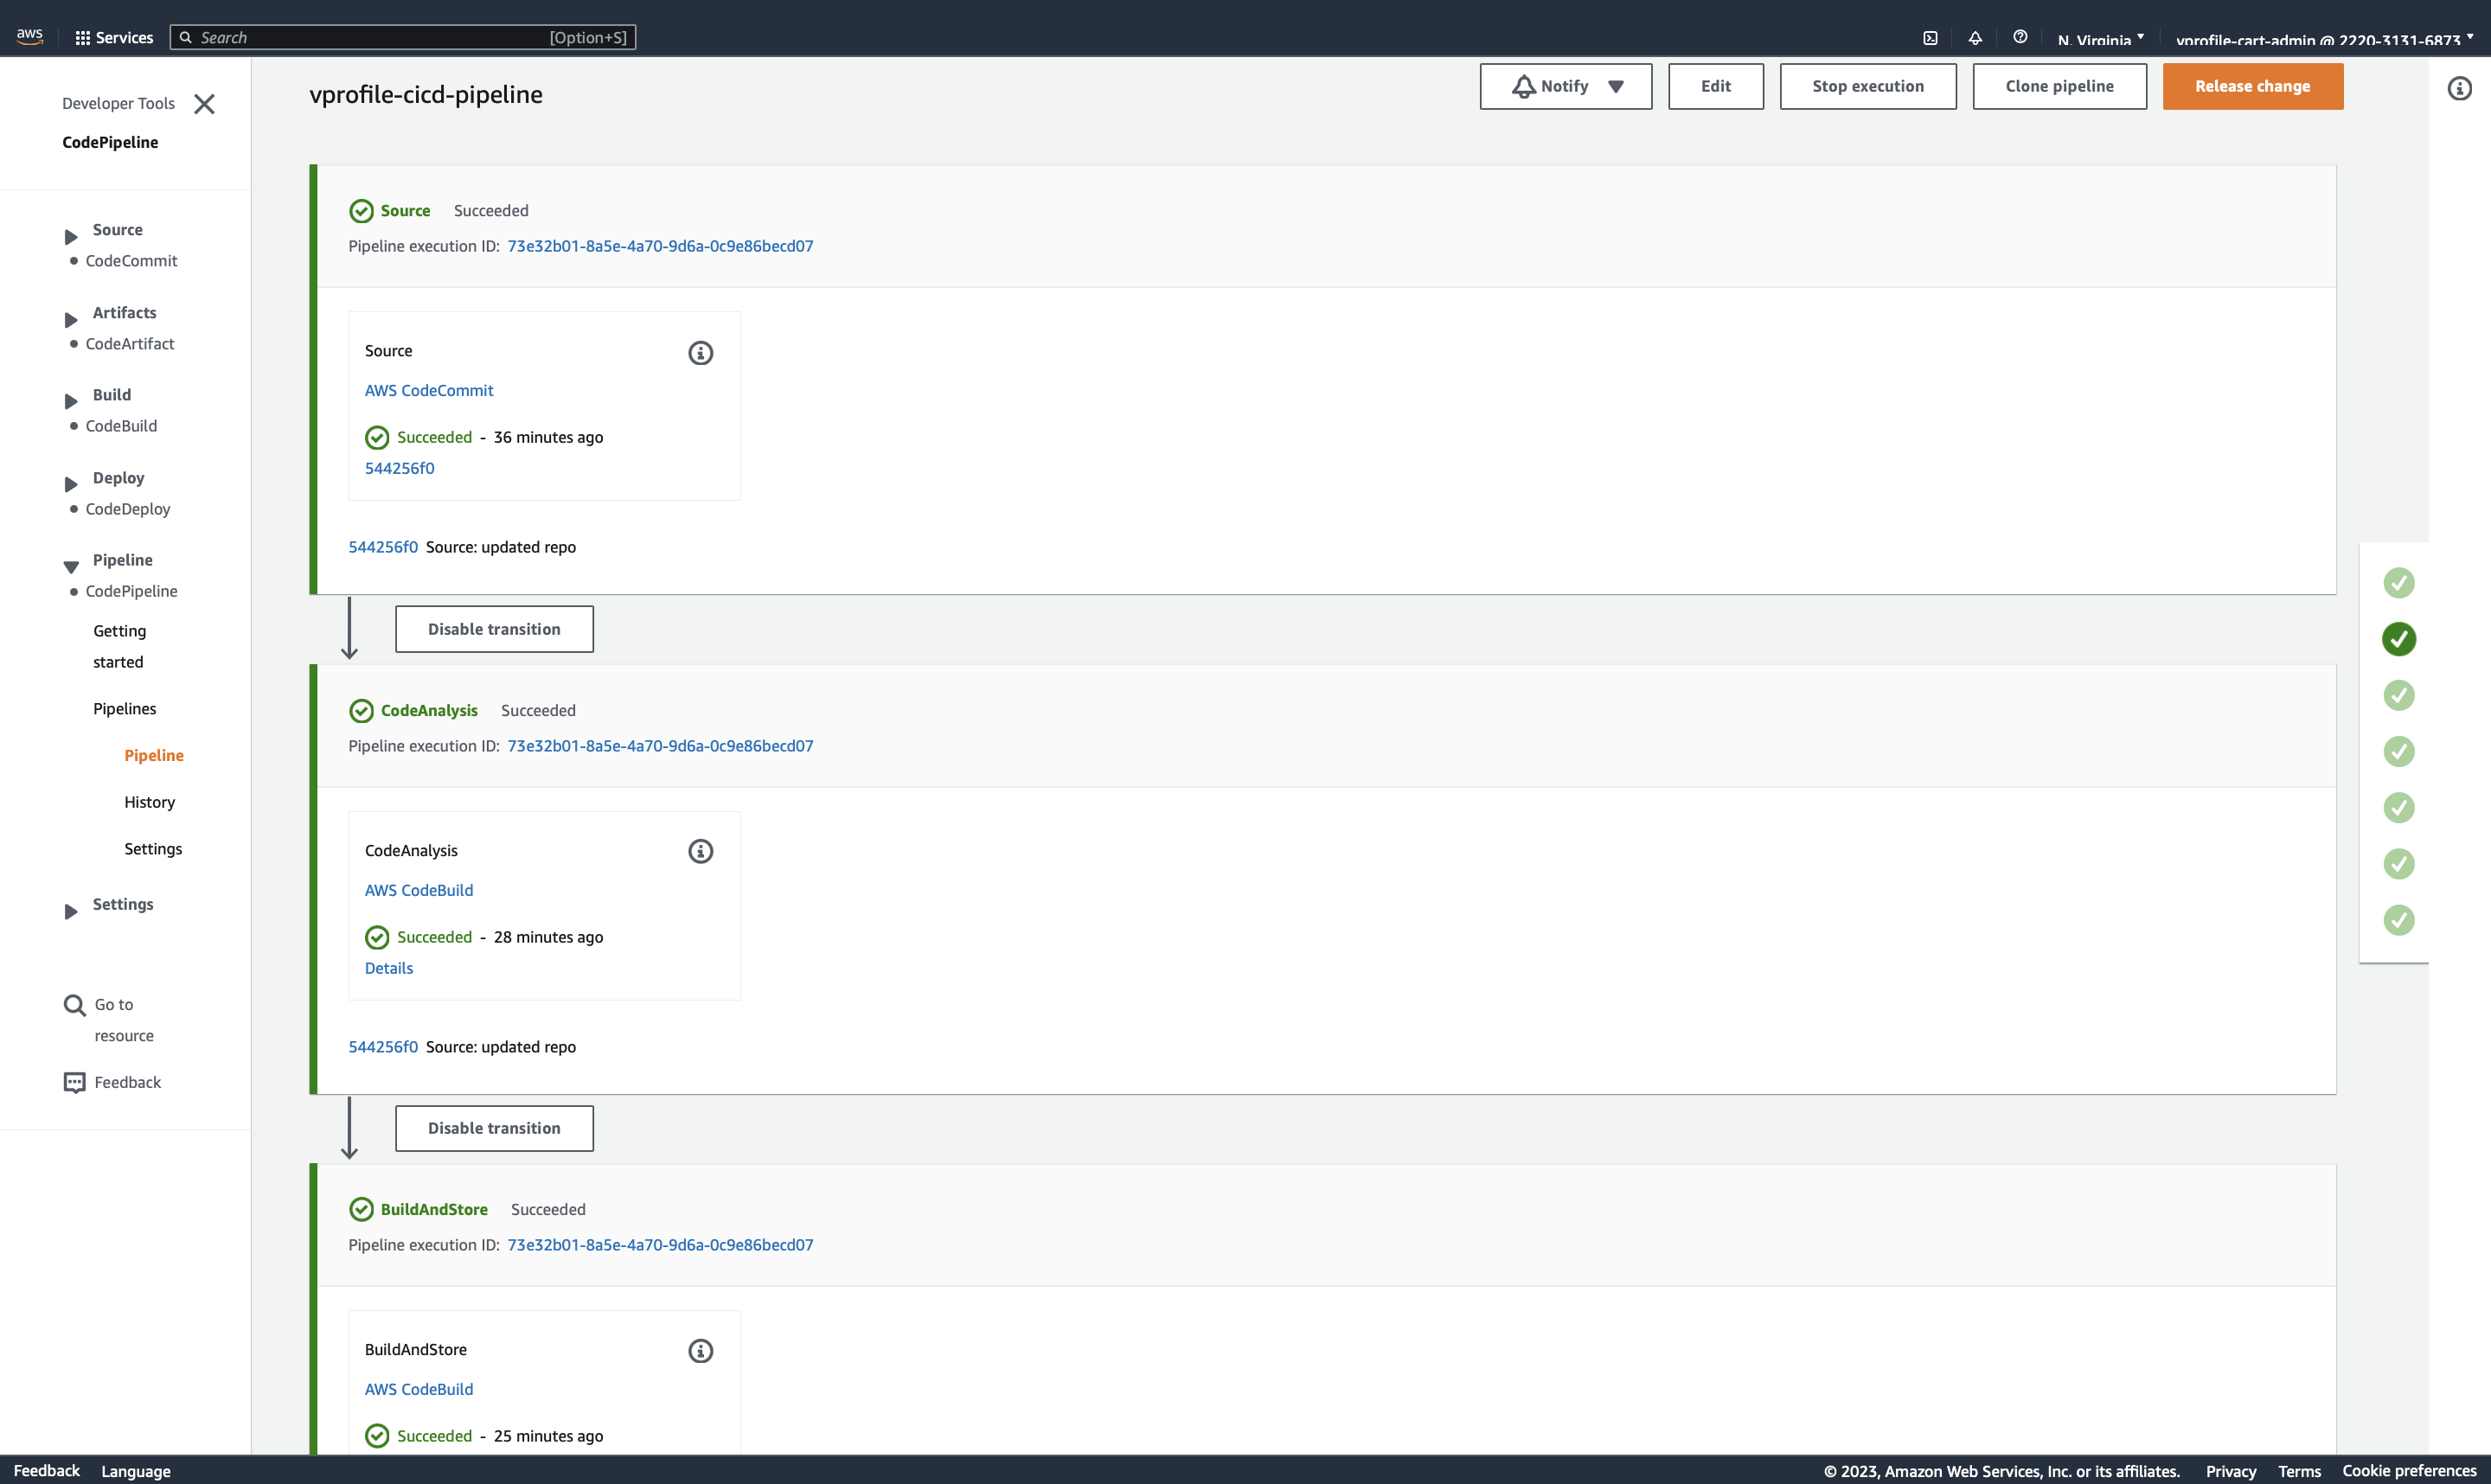 aws
Services
Search [Option+S]
N. Virginia
vprofile-cart-admin @ 2220-3131-6873
Developer Tools
CodePipeline
Source
CodeCommit
Artifacts
CodeArtifact
Build
CodeBuild
Deploy
CodeDeploy
Pipeline
CodePipeline
Getting
started
Pipelines
Pipeline
History
Settings
Settings
Go to
resource
Feedback
vprofile-cicd-pipeline
Notify
Edit
Stop execution
Clone pipeline
Release change
Source Succeeded
Pipeline execution ID: 73e32b01-8a5e-4a70-9d6a-0c9e86becd07
Source
AWS CodeCommit
Succeeded - 36 minutes ago
544256f0
544256f0 Source: updated repo
Disable transition
CodeAnalysis Succeeded
Pipeline execution ID: 73e32b01-8a5e-4a70-9d6a-0c9e86becd07
CodeAnalysis
AWS CodeBuild
Succeeded - 28 minutes ago
Details
544256f0 Source: updated repo
Disable transition
BuildAndStore Succeeded
Pipeline execution ID: 73e32b01-8a5e-4a70-9d6a-0c9e86becd07
BuildAndStore
AWS CodeBuild
Succeeded - 25 minutes ago
Feedback Language
© 2023, Amazon Web Services, Inc. or its affiliates. Privacy Terms Cookie preferences